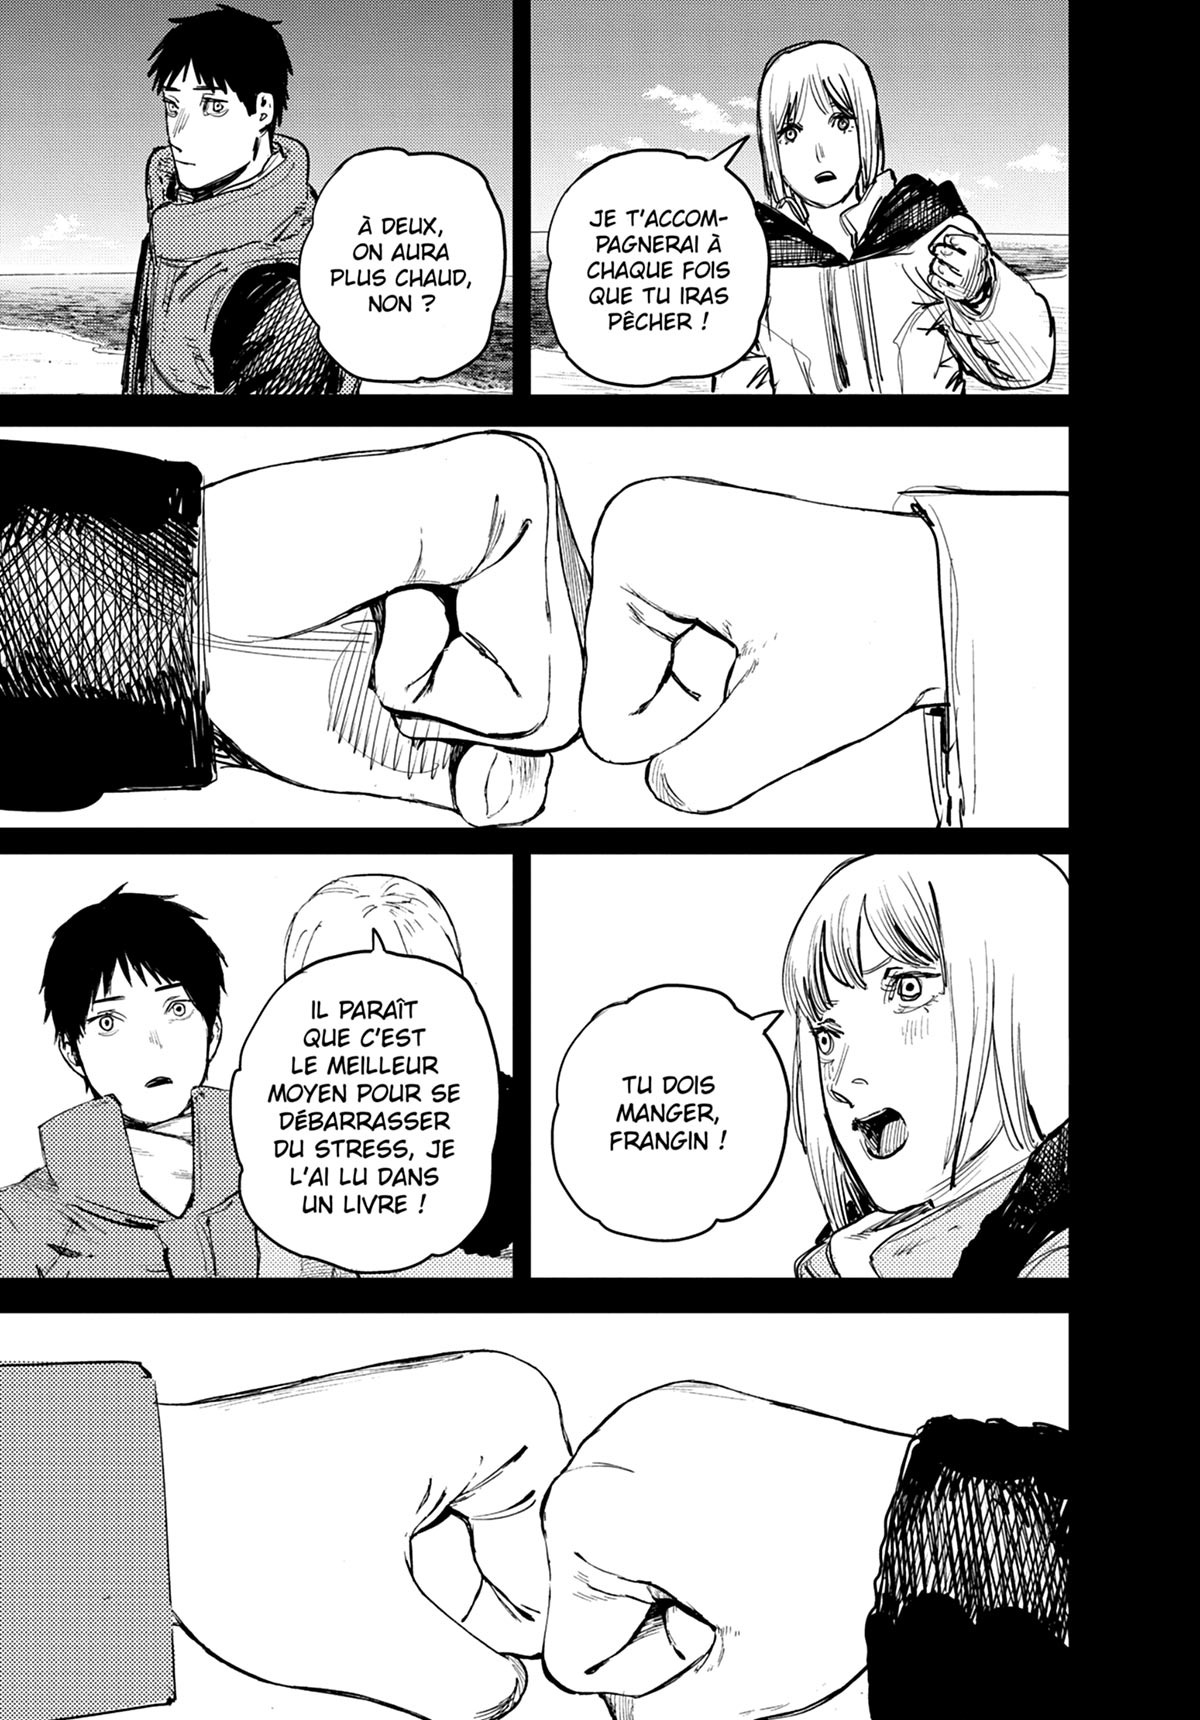 JE T'ACCOM-
PAGNERAI À
CHAQUE FOIS
QUE TU IRAS
PÊCHER !
À DEUX,
ON AURA
PLUS CHAUD,
NON ?
TU DOIS
MANGER,
FRANGIN !
IL PARAÎT
QUE C'EST
LE MEILLEUR
MOYEN POUR SE
DÉBARRASSER
DU STRESS, JE
L'AI LU DANS
UN LIVRE !